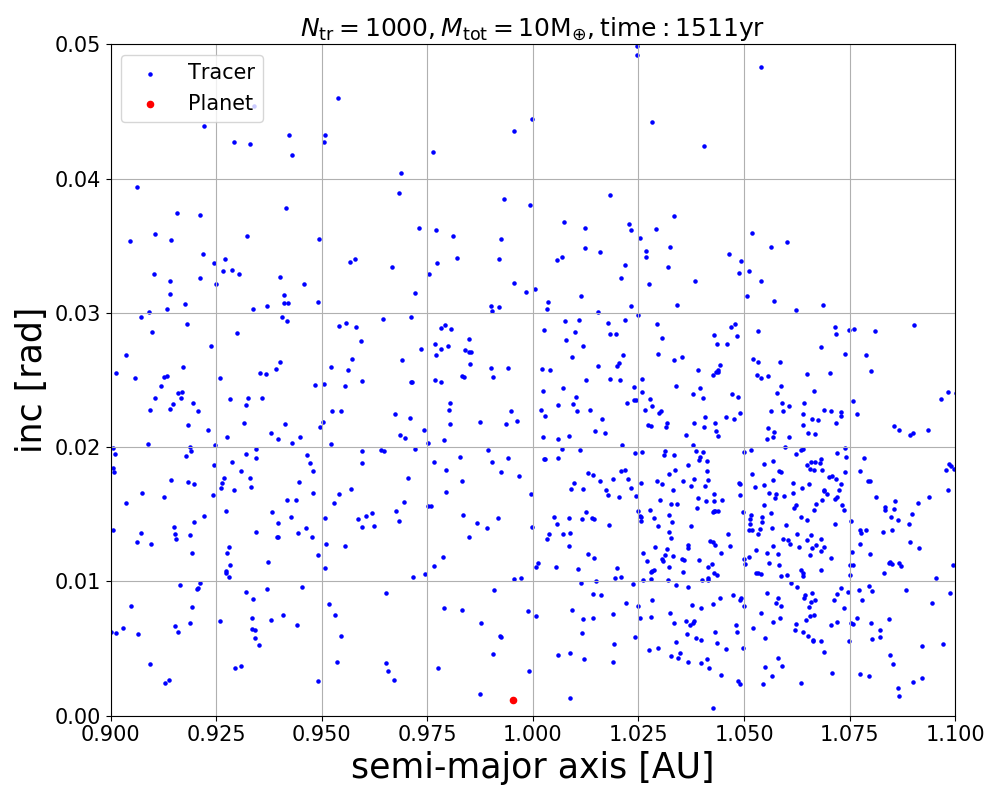 N_tr = 1000, M_tot = 10M_⊕, time : 1511yr
Tracer
Planet
inc [rad]
0.05
0.04
0.03
0.02
0.01
0.00
0.900 0.925 0.950 0.975 1.000 1.025 1.050 1.075 1.100
semi-major axis [AU]